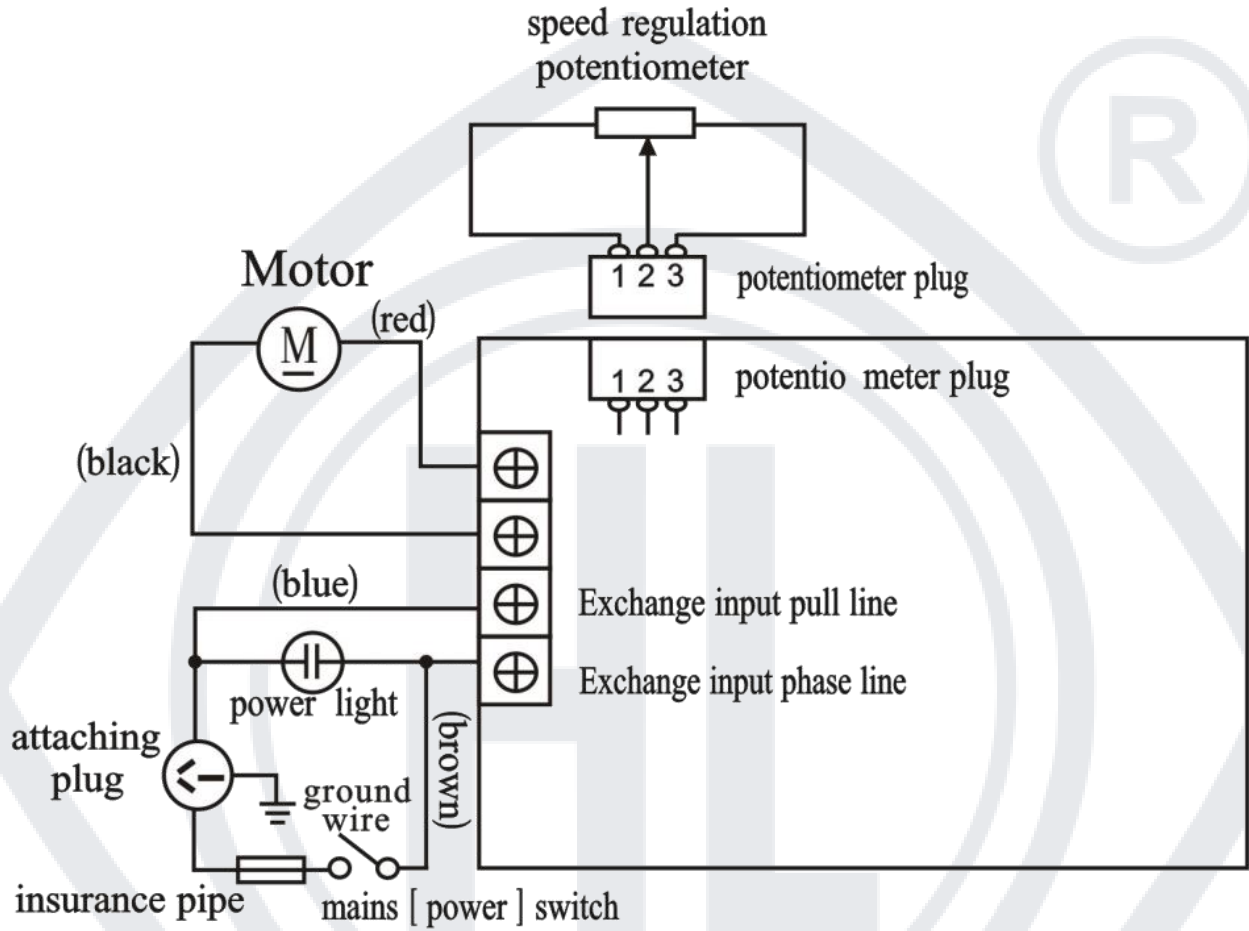 speed regulation
potentiometer
1 2 3
potentiometer plug
Motor
M
(red)
1 2 3
potentio meter plug
(black)
(blue)
Exchange input pull line
Exchange input phase line
power light
(brown)
attaching
plug
ground
wire
insurance pipe
mains [ power ] switch
R
HL